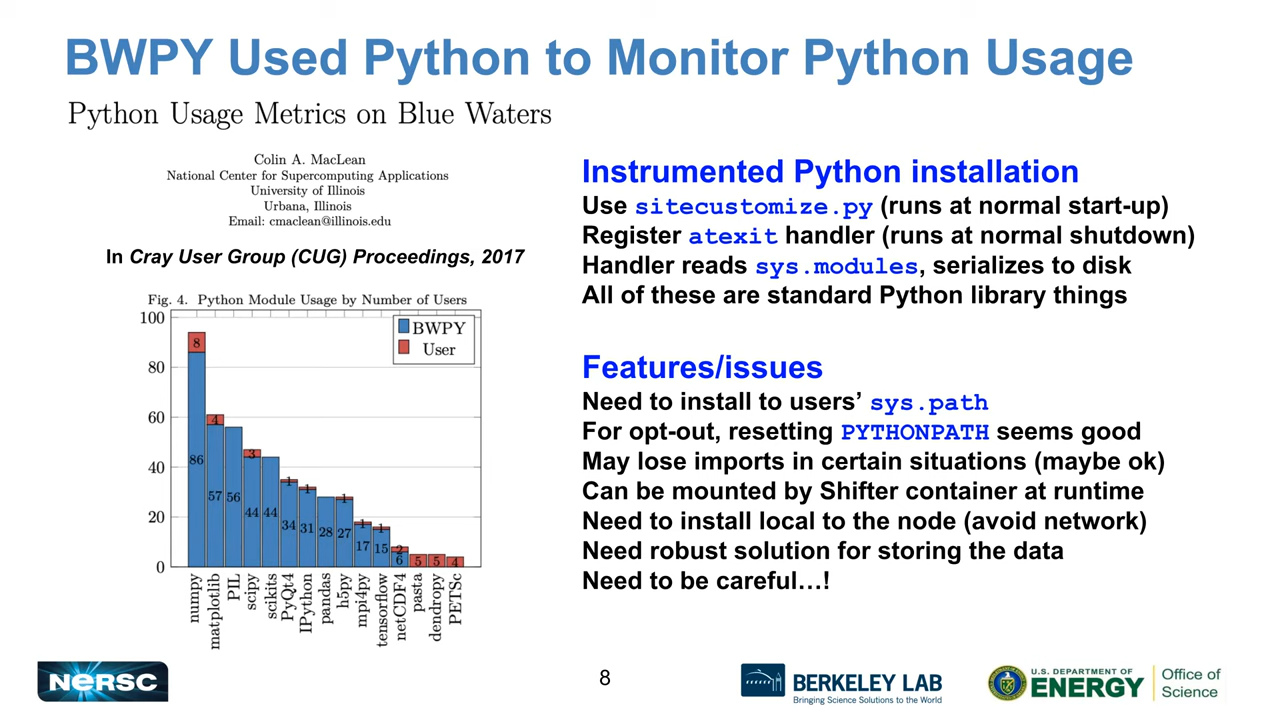 BWPY Used Python to Monitor Python Usage
Python Usage Metrics on Blue Waters
Colin A. MacLean
National Center for Supercomputing Applications
University of Illinois
Urbana, Illinois
Email: cmaclean@illinois.edu
In Cray User Group (CUG) Proceedings, 2017
Fig. 4. Python Module Usage by Number of Users
100
80
60
40
20
0
BWPY
User
8
86
4
57
56
3
44
44
1
34
1
31
28
1
27
1
17
1
15
2
6
5
5
4
numpy
matplotlib
PIL
scipy
scikits
PyQt4
IPython
pandas
h5py
mpi4py
tensorflow
netCDF4
pasta
dendropy
PETSc
Instrumented Python installation
Use sitecustomize.py (runs at normal start-up)
Register atexit handler (runs at normal shutdown)
Handler reads sys.modules, serializes to disk
All of these are standard Python library things
Features/issues
Need to install to users’ sys.path
For opt-out, resetting PYTHONPATH seems good
May lose imports in certain situations (maybe ok)
Can be mounted by Shifter container at runtime
Need to install local to the node (avoid network)
Need robust solution for storing the data
Need to be careful…!
NERSC
8
BERKELEY LAB
Bringing Science Solutions to the World
U.S. DEPARTMENT OF
ENERGY
Office of
Science